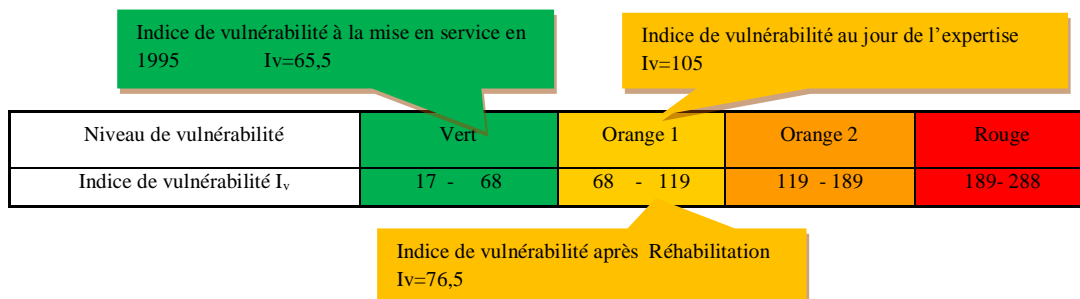 Indice de vulnérabilité à la mise en service en
1995 Iv=65,5
Indice de vulnérabilité au jour de l'expertise
Iv=105
Niveau de vulnérabilité Vert Orange 1 Orange 2 Rouge
Indice de vulnérabilité Iv 17 - 68 68 - 119 119 - 189 189- 288
Indice de vulnérabilité après Réhabilitation
Iv=76,5